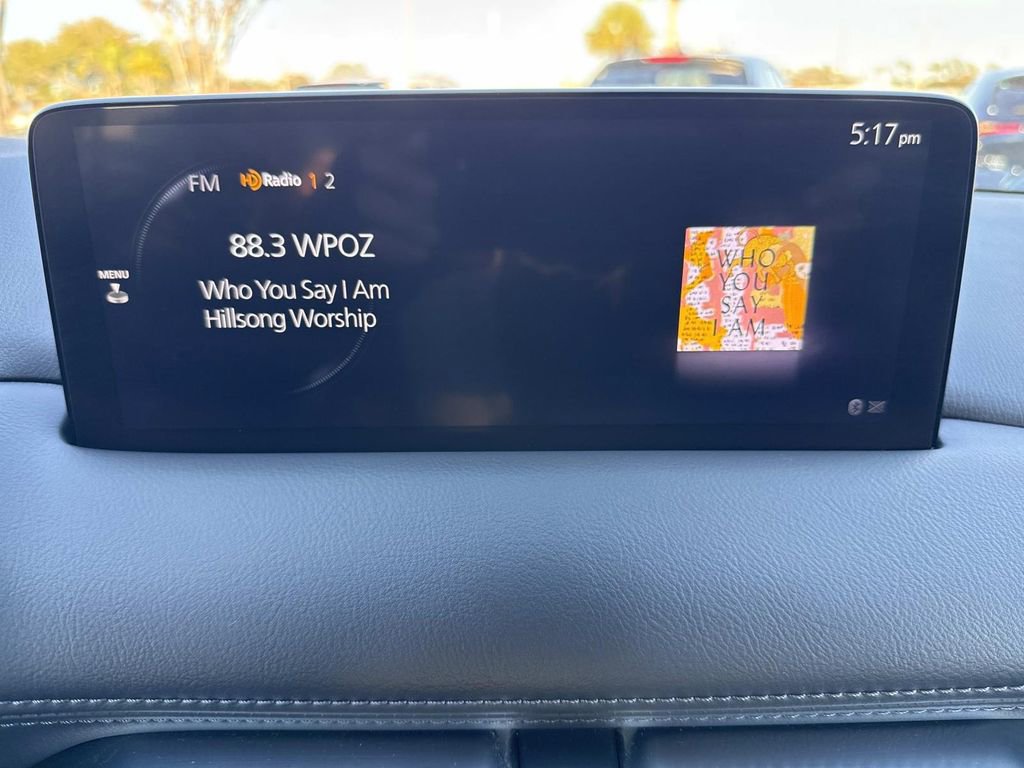 5:17 pm
FM HD Radio 1 2
88.3 WPOZ
MENU
Who You Say I Am
Hillsong Worship
WHO
YOU
SAY
I AM